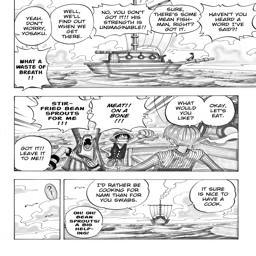 YEAH,
DON'T
WORRY,
YOSAKU.
WELL,
WE'LL
FIND OUT
WHEN WE
GET
THERE.
NO, YOU DON'T
GET IT!! HIS
STRENGTH IS
UNIMAGINABLE!!
SURE,
THERE'S SOME
MEAN FISH-
MAN, RIGHT?
GOT IT.
HAVEN'T YOU
HEARD A
WORD I'VE
SAID?!
WHAT A
WASTE OF
BREATH
!!
STIR-
FRIED BEAN
SPROUTS
FOR ME
!!!
MEAT!!
ON A
BONE
!!!
WHAT
WOULD
YOU
LIKE?
OKAY,
LET'S
EAT.
GOT IT!!
LEAVE IT
TO ME!!
I'D RATHER
BE COOKING FOR
NAMI THAN FOR
YOU SWABS.
IT SURE
IS NICE TO
HAVE A
COOK.
OH! OH!
BEAN
SPROUTS!
A BIG
HELP-
ING!